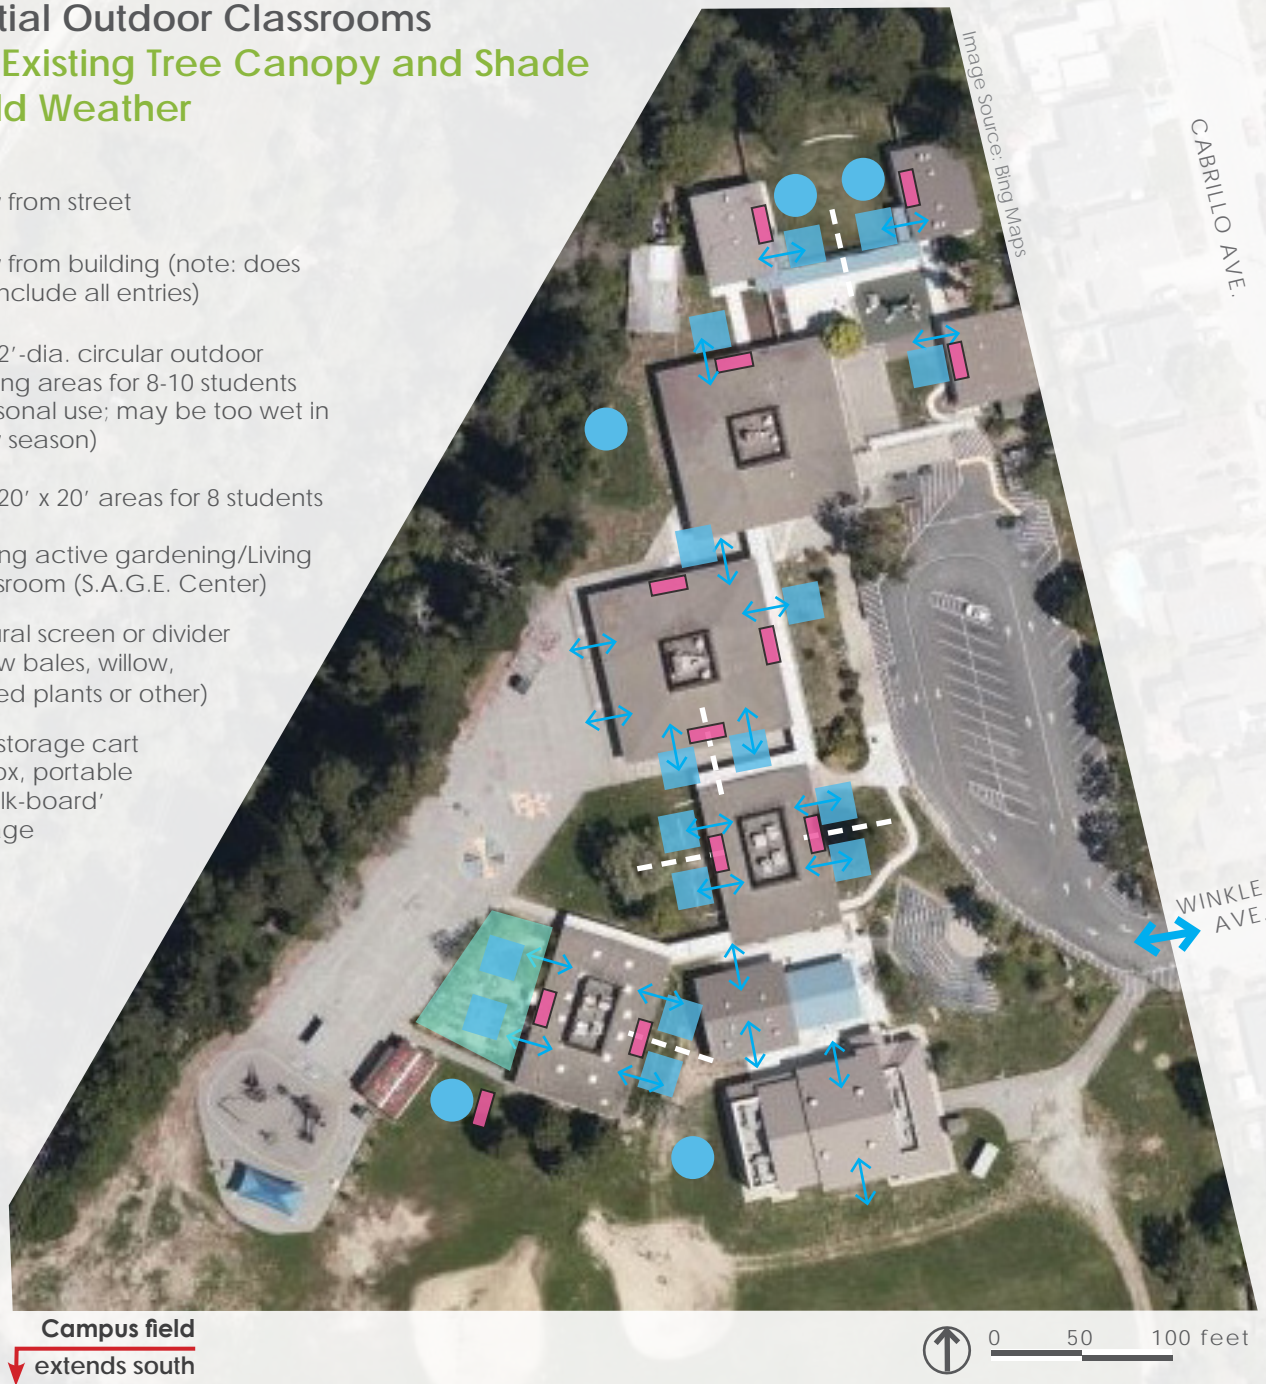 tial Outdoor Classrooms
Existing Tree Canopy and Shade
ld Weather
from street
from building (note: does
nclude all entries)
2'-dia. circular outdoor
ng areas for 8-10 students
sonal use; may be too wet in
season)
20' x 20' areas for 8 students
ng active gardening/Living
sroom (S.A.G.E. Center)
ral screen or divider
w bales, willow,
ed plants or other)
storage cart
ox, portable
lk-board'
ge
Image Source: Bing Maps
CABRILLO AVE.
WINKLE
AVE.
Campus field
extends south
0 50 100 feet